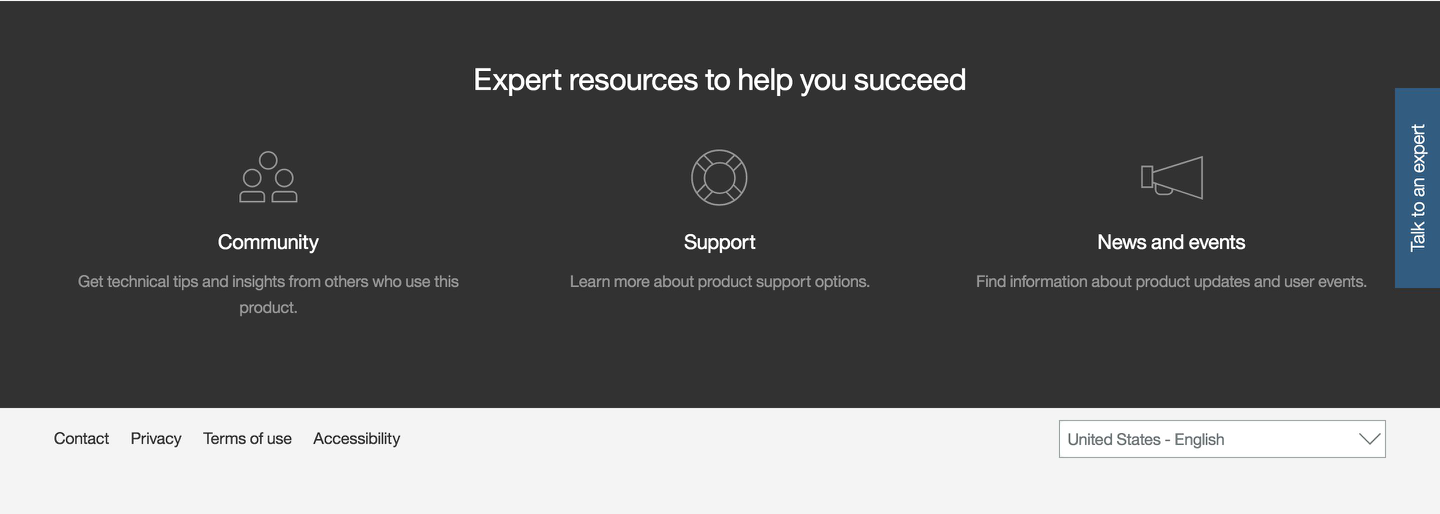 Expert resources to help you succeed
Talk to an expert
Community
Support
News and events
Get technical tips and insights from others who use this
product.
Learn more about product support options.
Find information about product updates and user events.
Contact
Privacy
Terms of use
Accessibility
United States - English